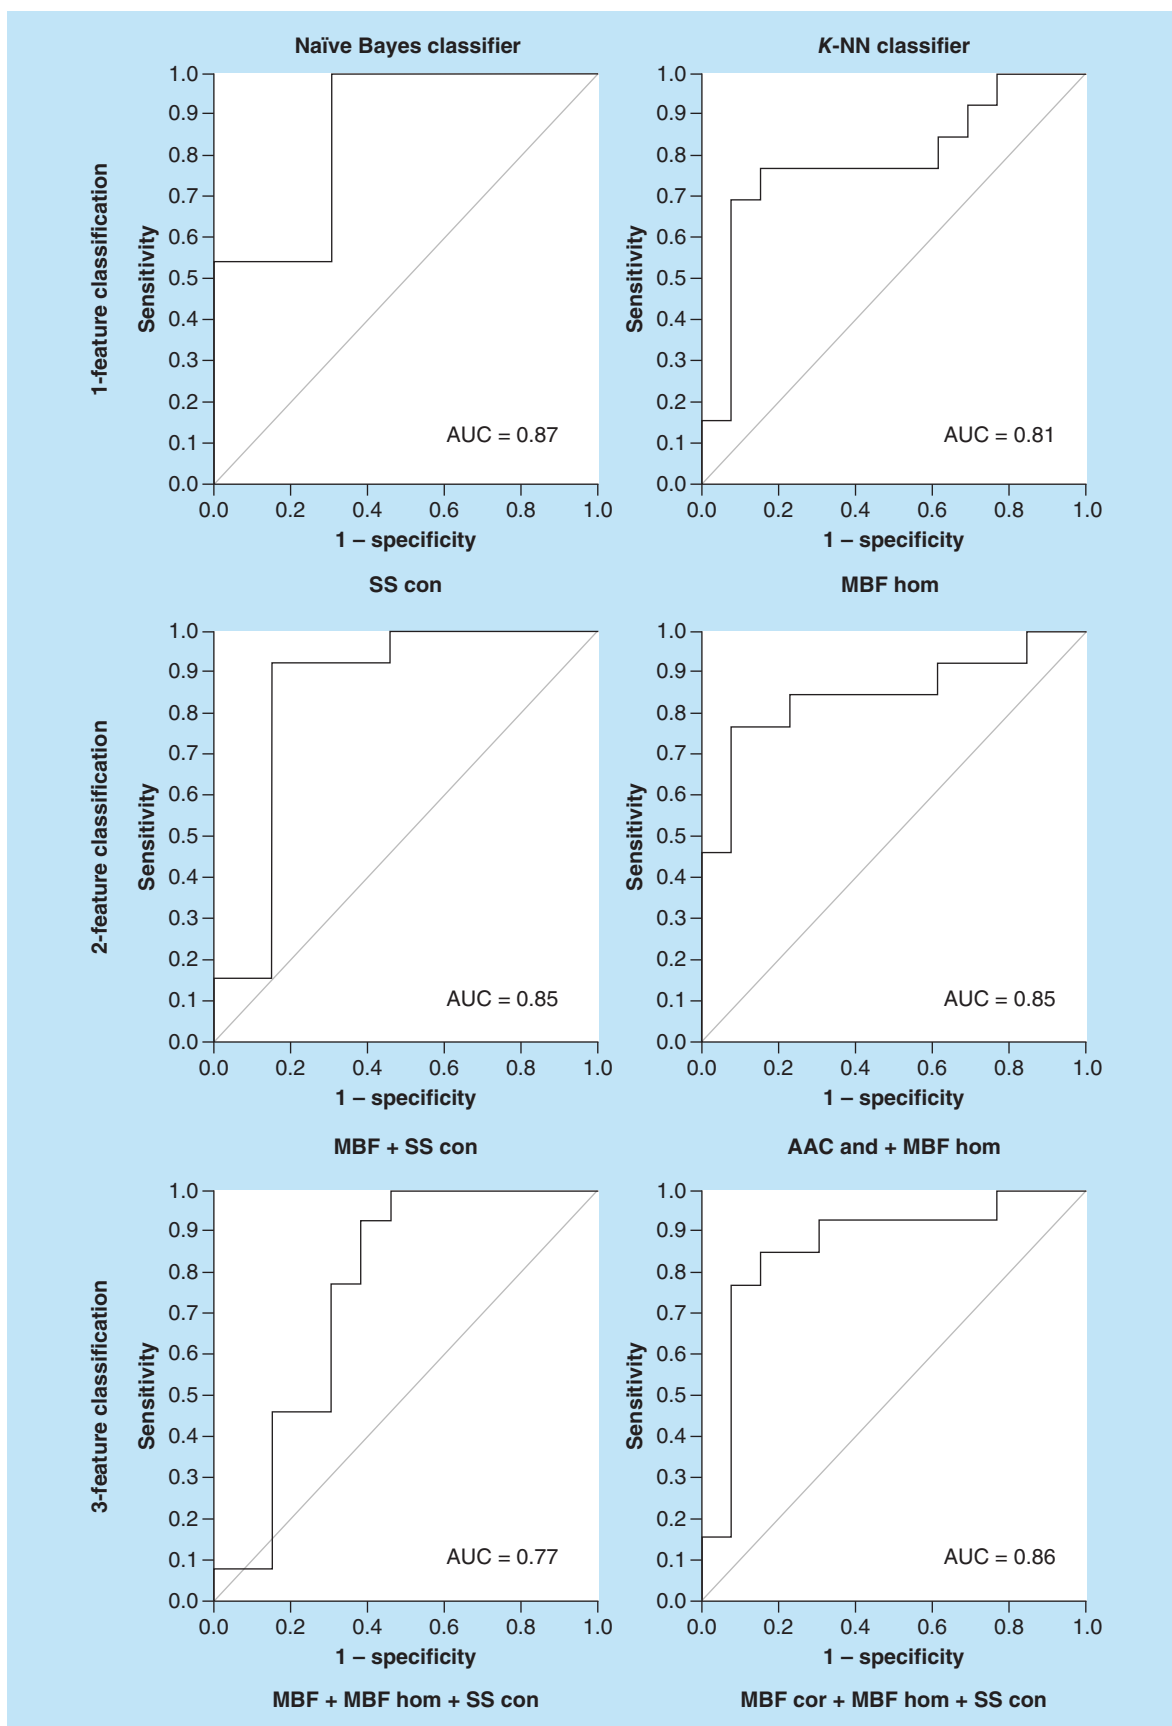 Naïve Bayes classifier
K-NN classifier
1-feature classification
Sensitivity
1.0
0.9
0.8
0.7
0.6
0.5
0.4
0.3
0.2
0.1
0.0
AUC = 0.87
0.0 0.2 0.4 0.6 0.8 1.0
1 – specificity
SS con
Sensitivity
1.0
0.9
0.8
0.7
0.6
0.5
0.4
0.3
0.2
0.1
0.0
AUC = 0.81
0.0 0.2 0.4 0.6 0.8 1.0
1 – specificity
MBF hom
2-feature classification
Sensitivity
1.0
0.9
0.8
0.7
0.6
0.5
0.4
0.3
0.2
0.1
0.0
AUC = 0.85
0.0 0.2 0.4 0.6 0.8 1.0
1 – specificity
MBF + SS con
Sensitivity
1.0
0.9
0.8
0.7
0.6
0.5
0.4
0.3
0.2
0.1
0.0
AUC = 0.85
0.0 0.2 0.4 0.6 0.8 1.0
1 – specificity
AAC and + MBF hom
3-feature classification
Sensitivity
1.0
0.9
0.8
0.7
0.6
0.5
0.4
0.3
0.2
0.1
0.0
AUC = 0.77
0.0 0.2 0.4 0.6 0.8 1.0
1 – specificity
MBF + MBF hom + SS con
Sensitivity
1.0
0.9
0.8
0.7
0.6
0.5
0.4
0.3
0.2
0.1
0.0
AUC = 0.86
0.0 0.2 0.4 0.6 0.8 1.0
1 – specificity
MBF cor + MBF hom + SS con